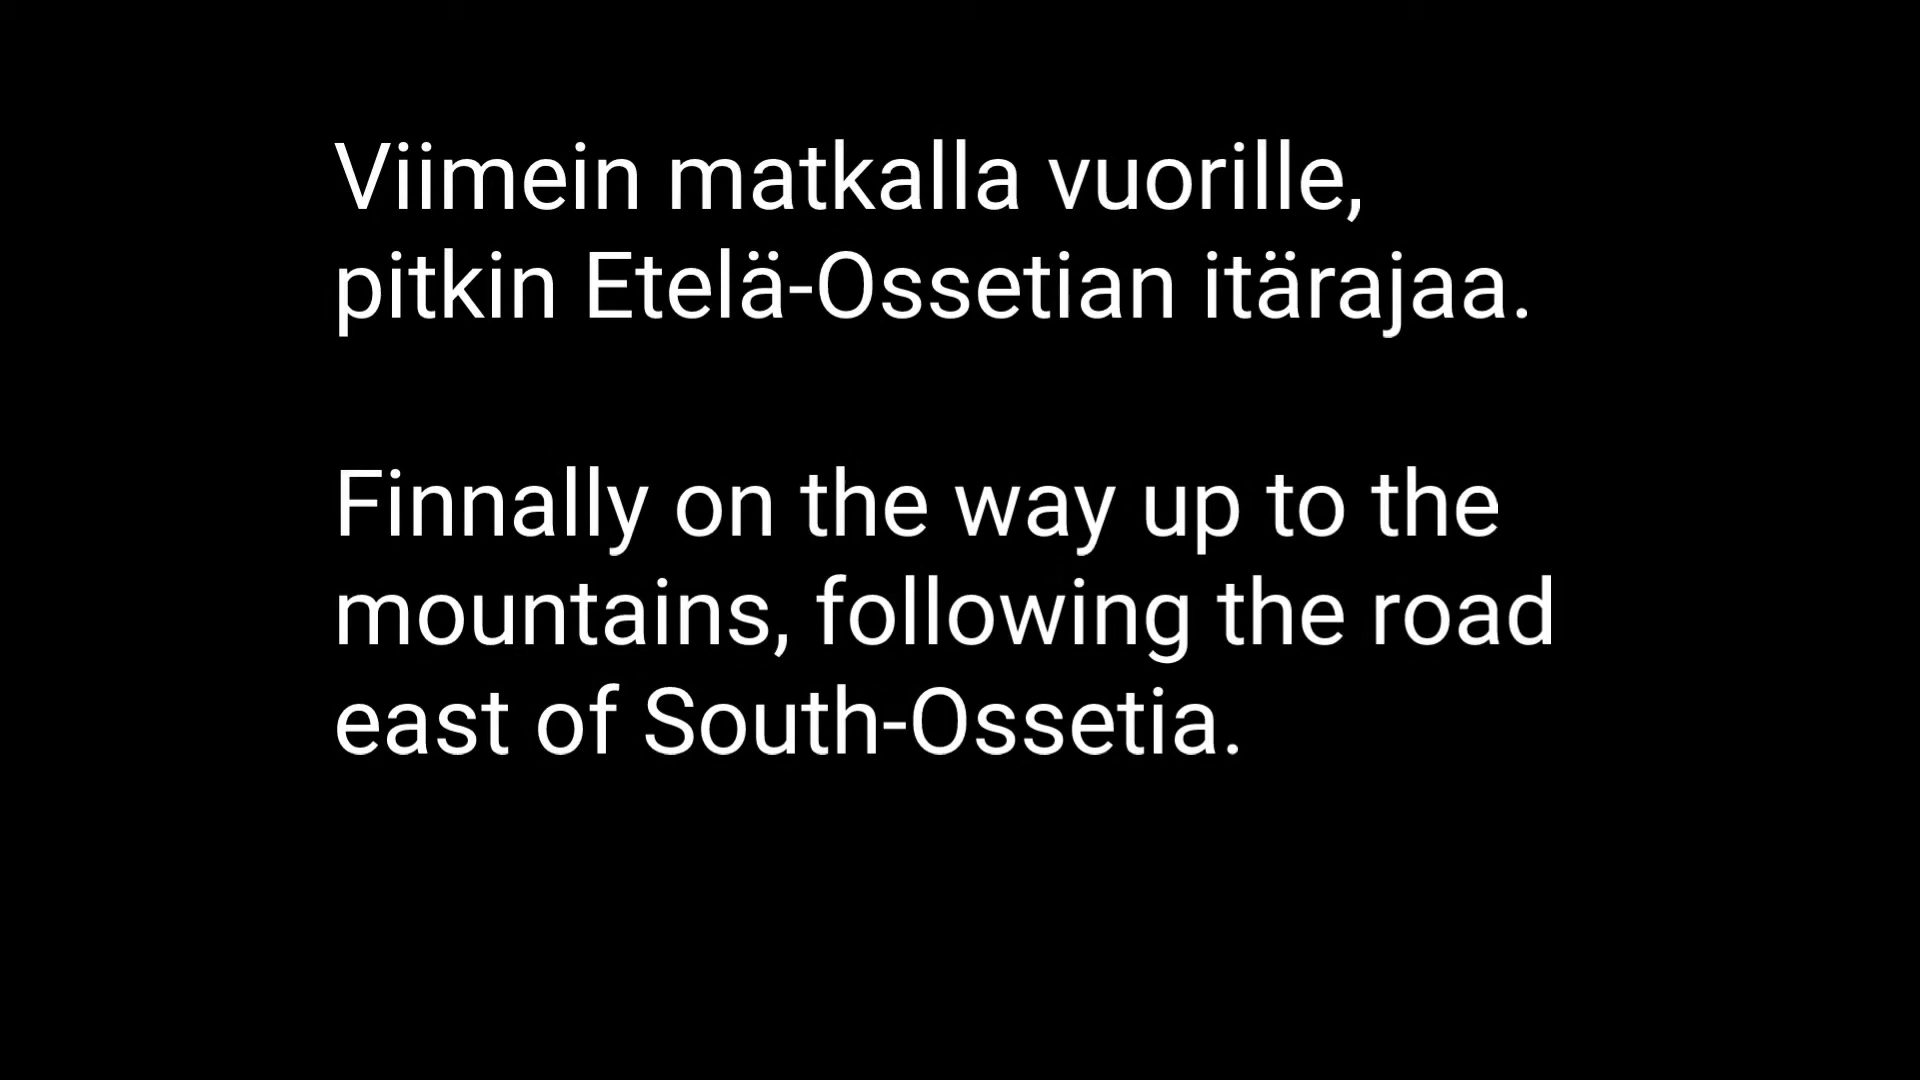 Viimein matkalla vuorille,
pitkin Etelä-Ossetian itärajaa.
Finnally on the way up to the
mountains, following the road
east of South-Ossetia.